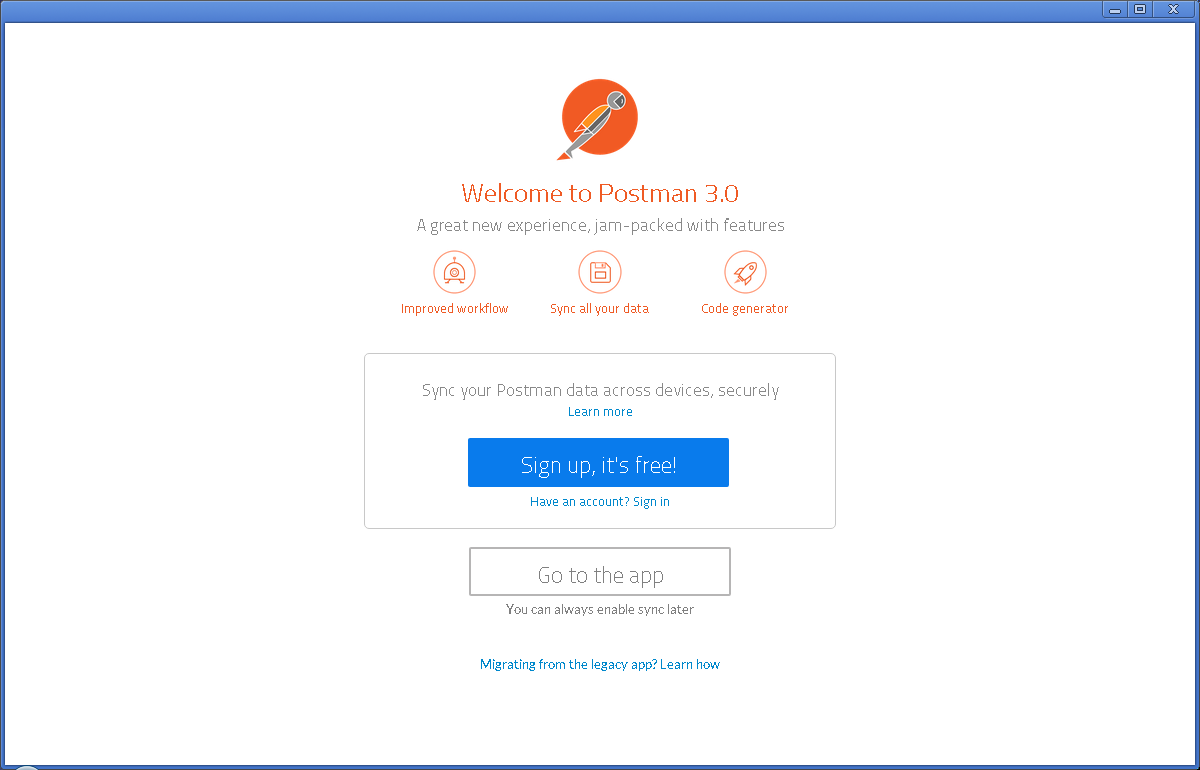 Welcome to Postman 3.0
A great new experience, jam-packed with features
Improved workflow
Sync all your data
Code generator
Sync your Postman data across devices, securely
Learn more
Sign up, it's free!
Have an account? Sign in
Go to the app
You can always enable sync later
Migrating from the legacy app? Learn how